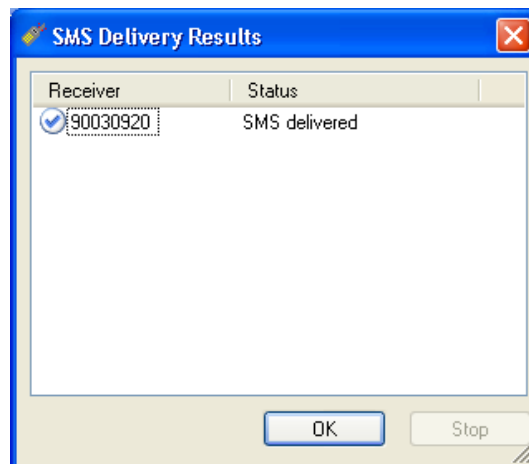 SMS Delivery Results
Receiver Status
90030920 SMS delivered
OK Stop